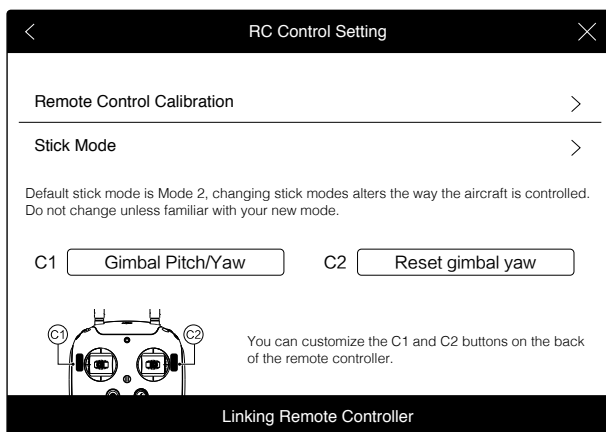 RC Control Setting
Remote Control Calibration
Stick Mode
Default stick mode is Mode 2, changing stick modes alters the way the aircraft is controlled.
Do not change unless familiar with your new mode.
C1 Gimbal Pitch/Yaw C2 Reset gimbal yaw
C1 C2
You can customize the C1 and C2 buttons on the back
of the remote controller.
Linking Remote Controller